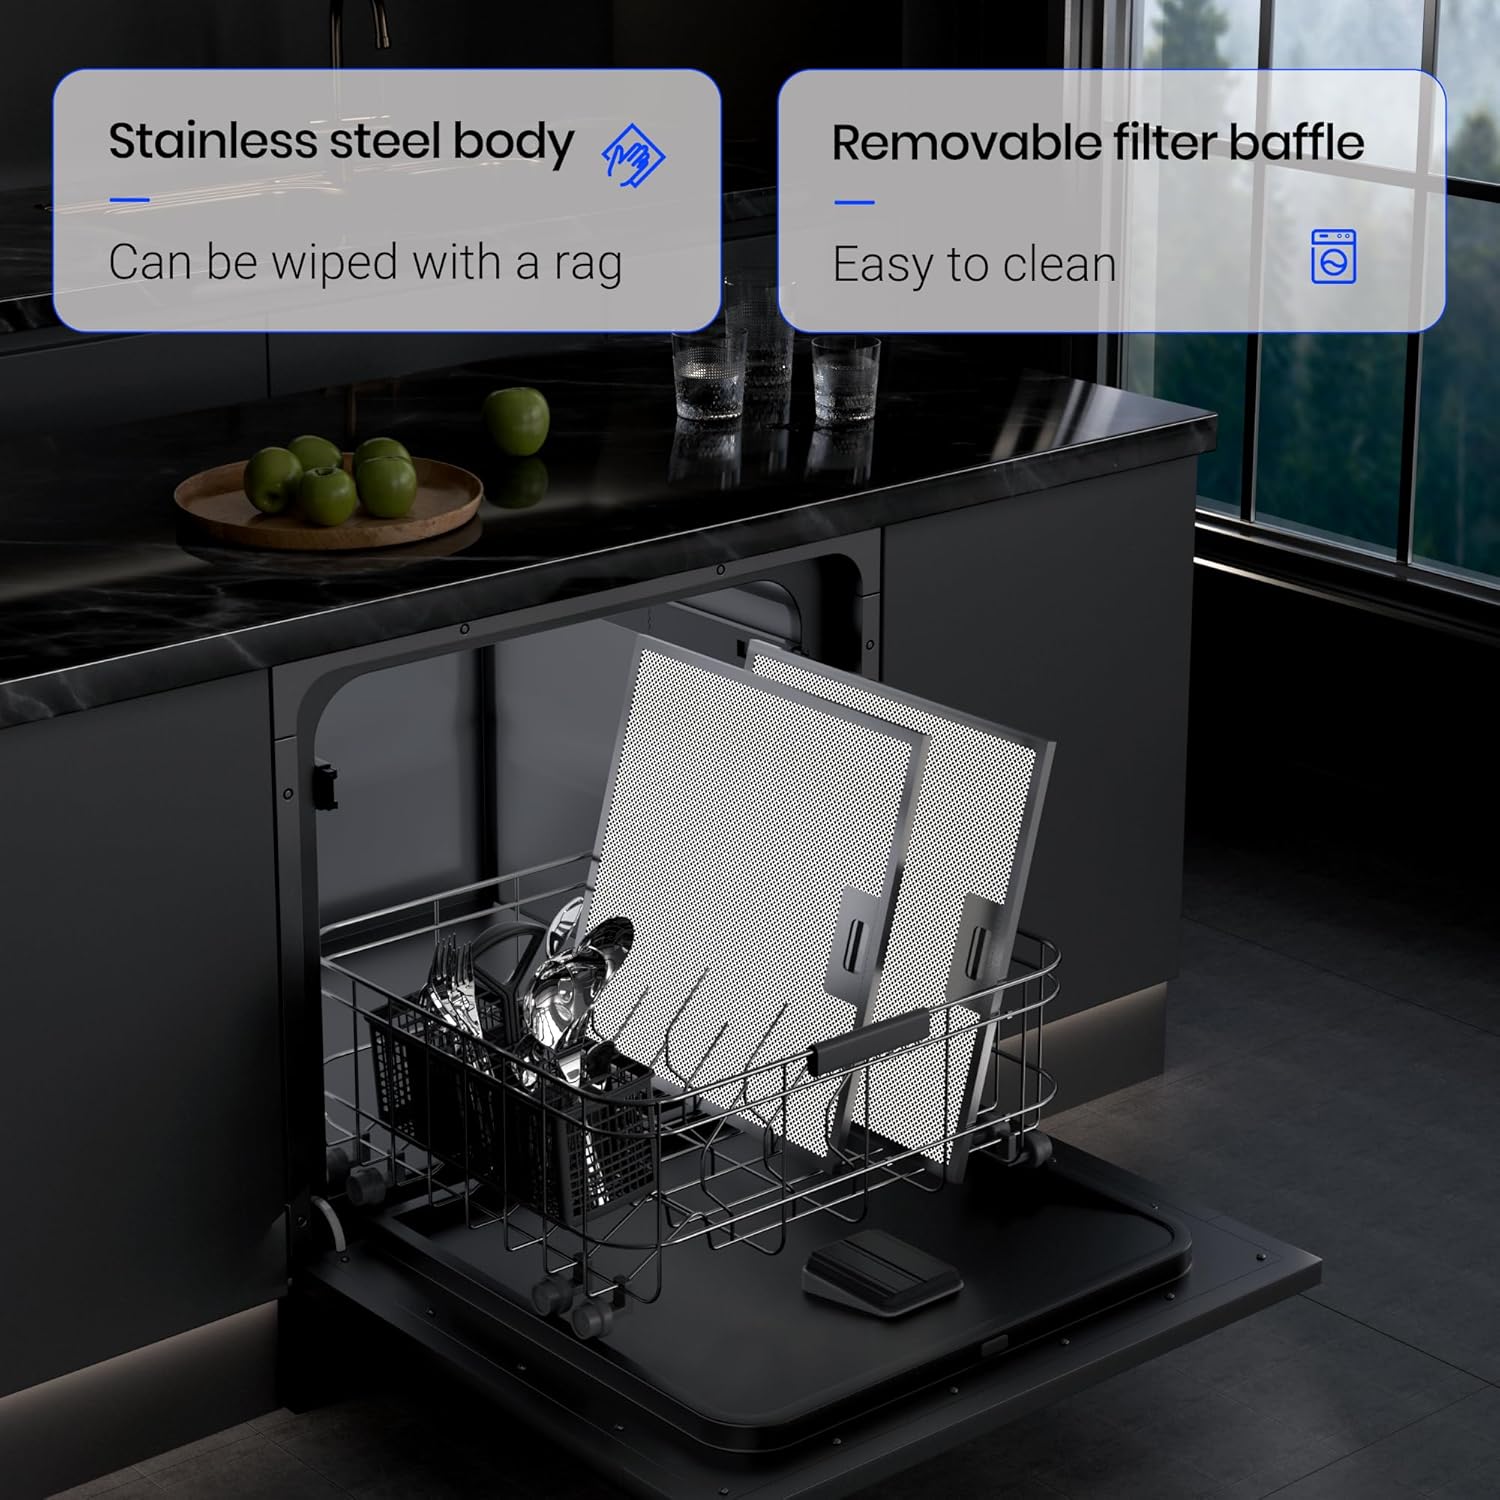 Stainless steel body
Can be wiped with a rag
Removable filter baffle
Easy to clean